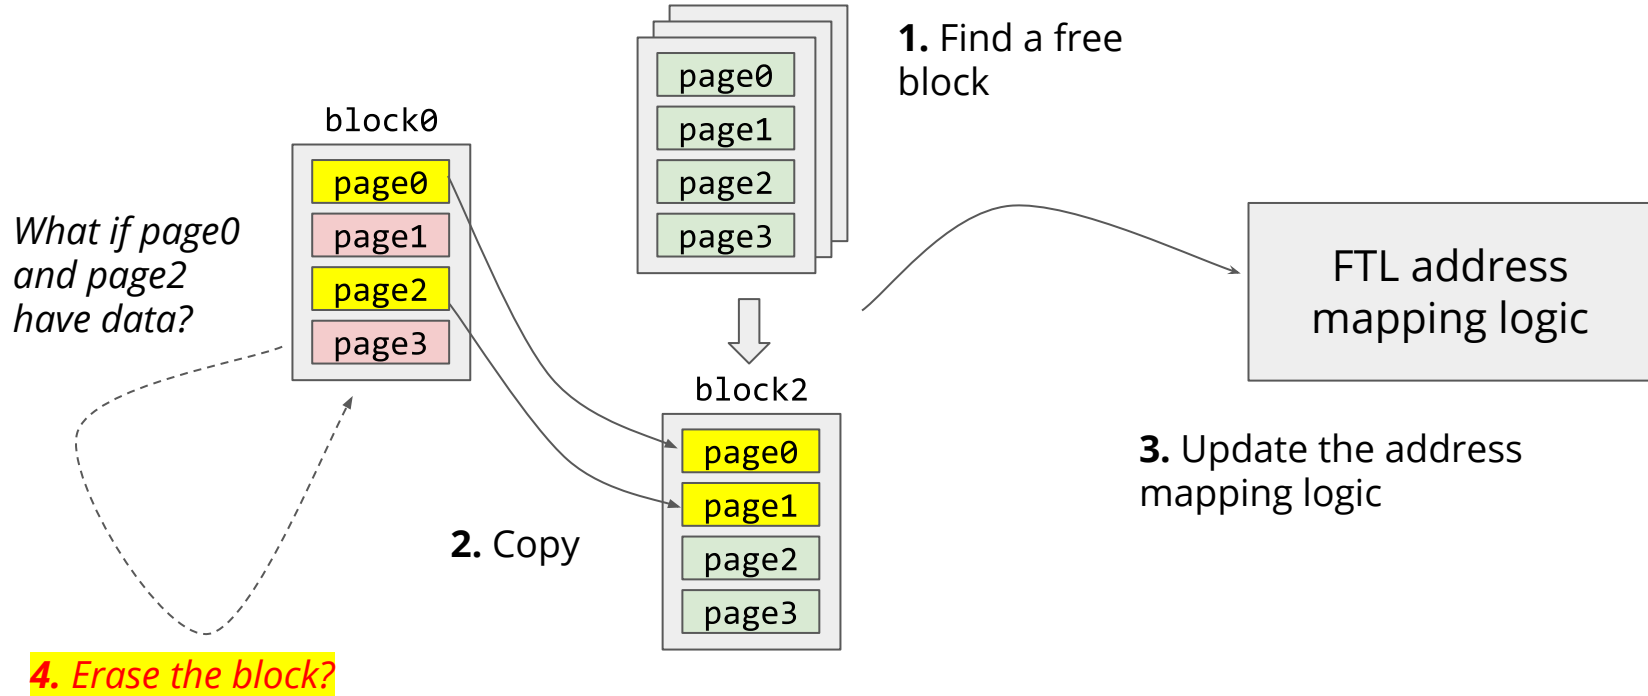 What if page0
and page2
have data?
block0
page0
page1
page2
page3
page0
page1
page2
page3
1. Find a free
block
block2
page0
page1
page2
page3
2. Copy
FTL address
mapping logic
3. Update the address
mapping logic
4. Erase the block?